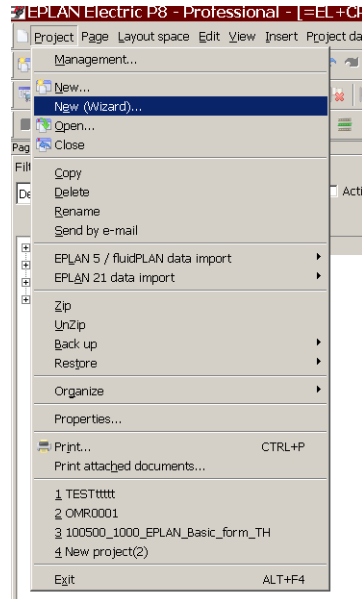 EPLAN Electric P8 - Professional - [=EL+CP
Project Page Layout space Edit View Insert Project da
Management...
New...
New (Wizard)...
Open...
Close
Pag
Filt
Copy
De
Delete
Acti
Rename
Send by e-mail
EPLAN 5 / fluidPLAN data import
EPLAN 21 data import
Zip
UnZip
Back up
Restore
Organize
Properties...
Print... CTRL+P
Print attached documents...
1 TESTttttt
2 OMR0001
3 100500_1000_EPLAN_Basic_form_TH
4 New project(2)
Exit ALT+F4